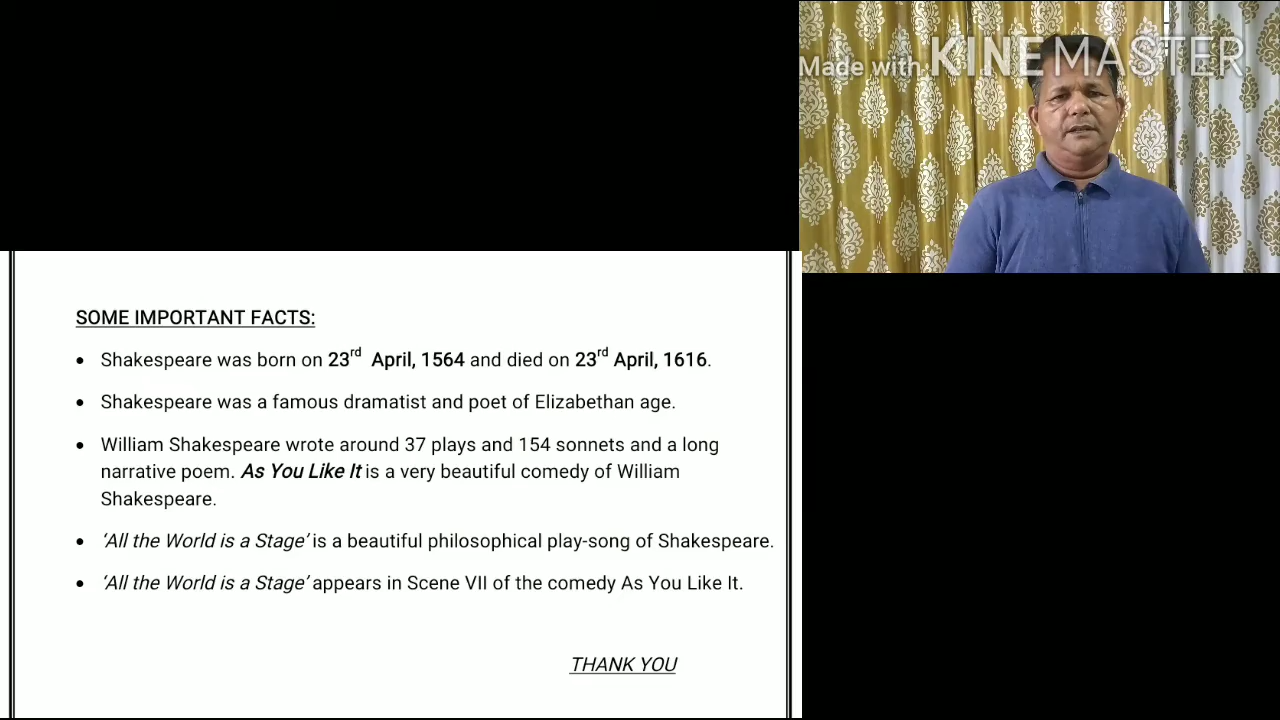 Made with KINEMASTER
SOME IMPORTANT FACTS:
• Shakespeare was born on 23rd April, 1564 and died on 23rd April, 1616.
• Shakespeare was a famous dramatist and poet of Elizabethan age.
• William Shakespeare wrote around 37 plays and 154 sonnets and a long
narrative poem. As You Like It is a very beautiful comedy of William
Shakespeare.
• ‘All the World is a Stage’ is a beautiful philosophical play-song of Shakespeare.
• ‘All the World is a Stage’ appears in Scene VII of the comedy As You Like It.
THANK YOU